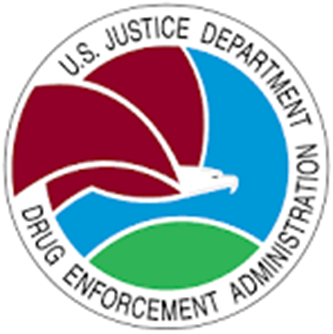 U.S. JUSTICE DEPARTMENT
DRUG ENFORCEMENT ADMINISTRATION